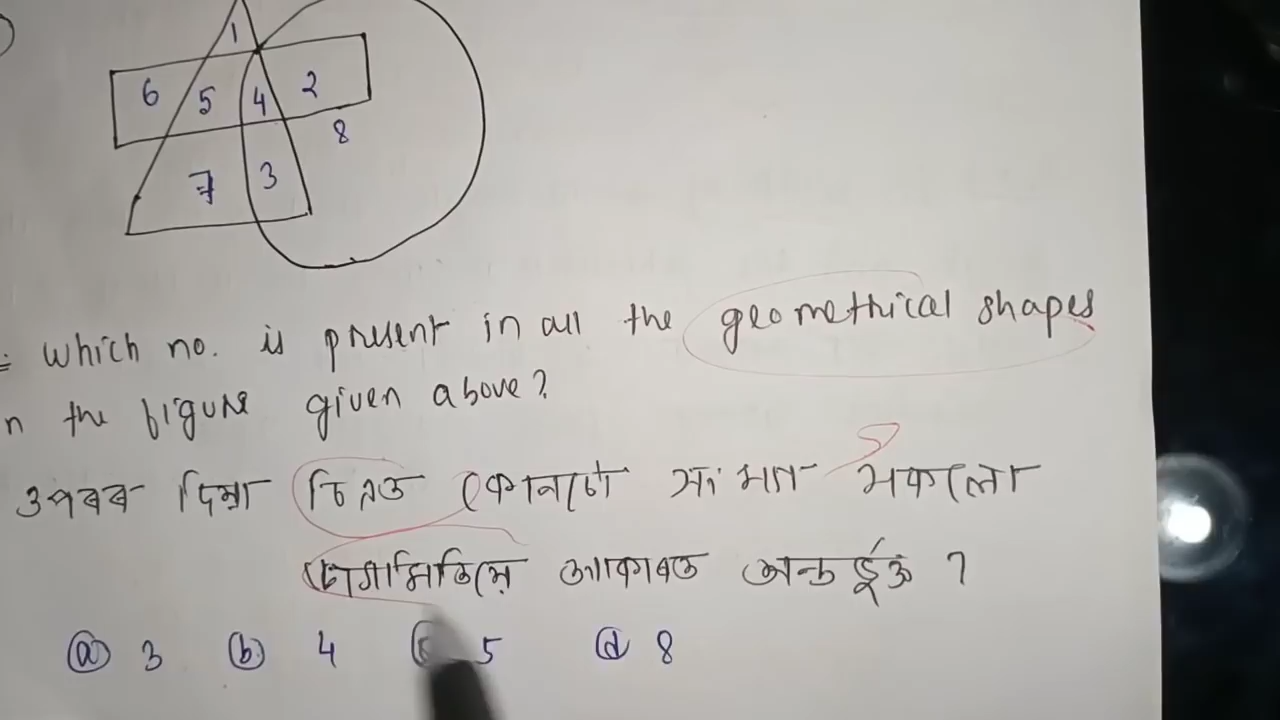 1
6 5 4 2
8
7 3
which no. is present in all the geomethical shapes
n the figure given above?
উপৰৰ দিয়া চিত্ৰত কোনটো সংখ্যা সকলো
জ্যামিতিয় আকাৰত অন্তৰ্ভুক্ত ?
(a) 3 (b) 4 5 (d) 8